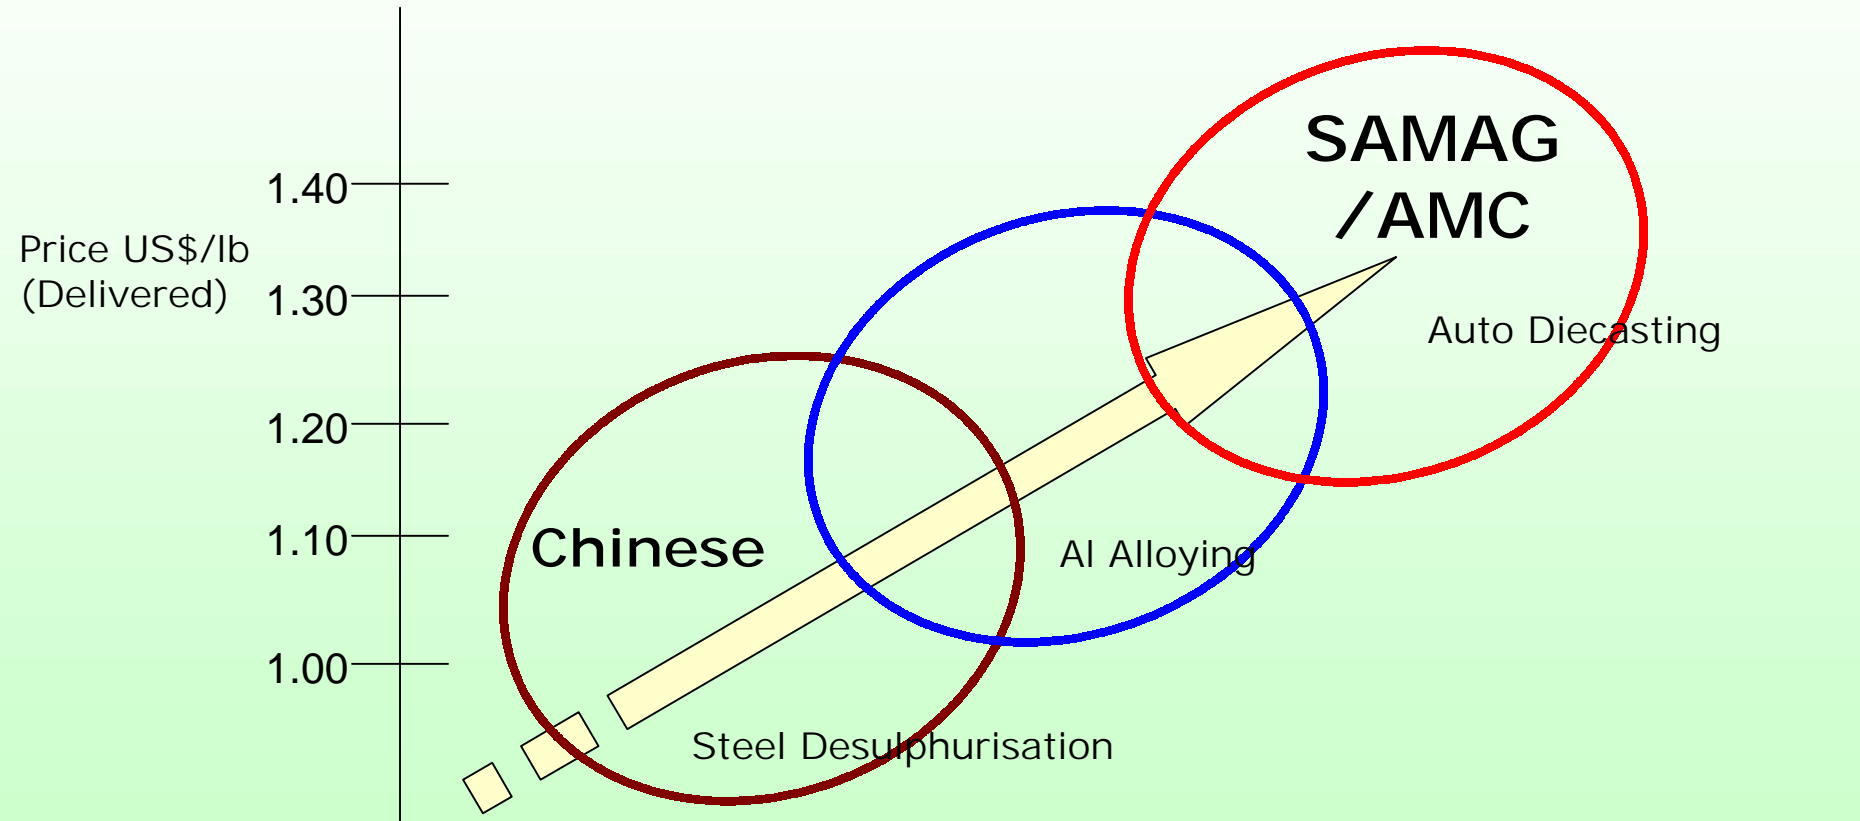 SAMAG
/AMC
1.40
Price US$/lb
(Delivered)
1.30
Auto Diecasting
1.20
1.10
Chinese
Al Alloying
1.00
Steel Desulphurisation